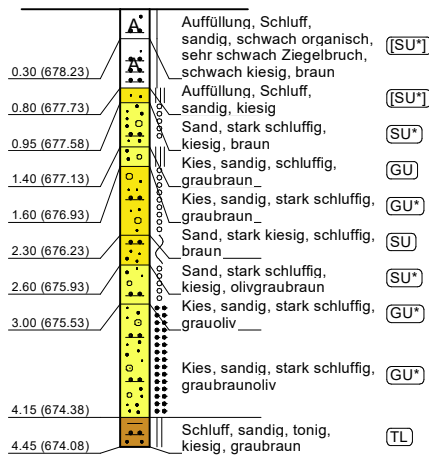 A
Auffüllung, Schluff,
sandig, schwach organisch,
sehr schwach Ziegelbruch,
schwach kiesig, braun
[SU*]
0.30 (678.23)
A
Auffüllung, Schluff,
sandig, kiesig
[SU*]
0.80 (677.73)
Sand, stark schluffig,
kiesig, braun
SU*
0.95 (677.58)
Kies, sandig, schluffig,
graubraun
GU
1.40 (677.13)
Kies, sandig, stark schluffig,
graubraun
GU*
1.60 (676.93)
Sand, stark kiesig, schluffig,
braun
SU
2.30 (676.23)
Sand, stark schluffig,
kiesig, olivgraubraun
SU*
2.60 (675.93)
Kies, sandig, stark schluffig,
grauoliv
GU*
3.00 (675.53)
Kies, sandig, stark schluffig,
graubraunoliv
GU*
4.15 (674.38)
Schluff, sandig, tonig,
kiesig, graubraun
TL
4.45 (674.08)